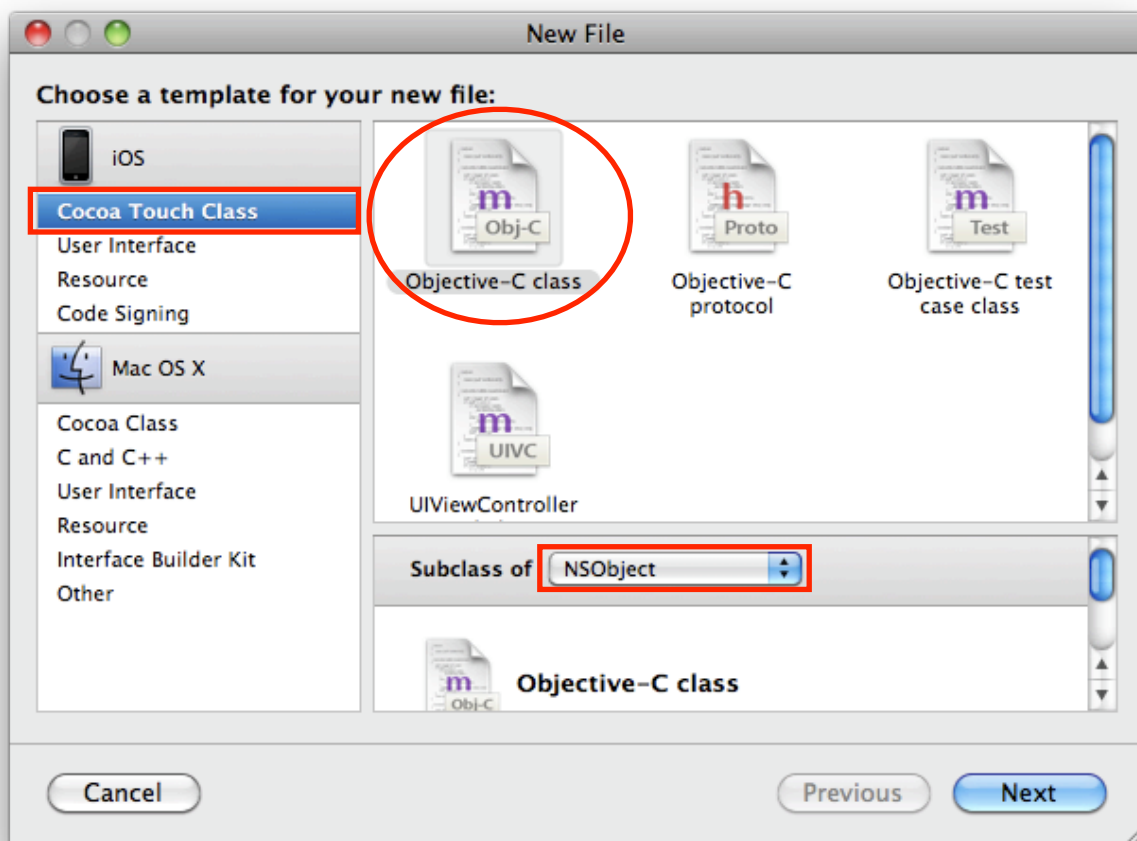 New File
Choose a template for your new file:
iOS
Cocoa Touch Class
User Interface
Resource
Code Signing
Mac OS X
Cocoa Class
C and C++
User Interface
Resource
Interface Builder Kit
Other
m
Obj-C
Objective-C class
h
Proto
Objective-C
protocol
m
Test
Objective-C test
case class
m
UIVC
UIViewController
Subclass of NSObject
m
Obj-C
Objective-C class
Cancel
Previous
Next